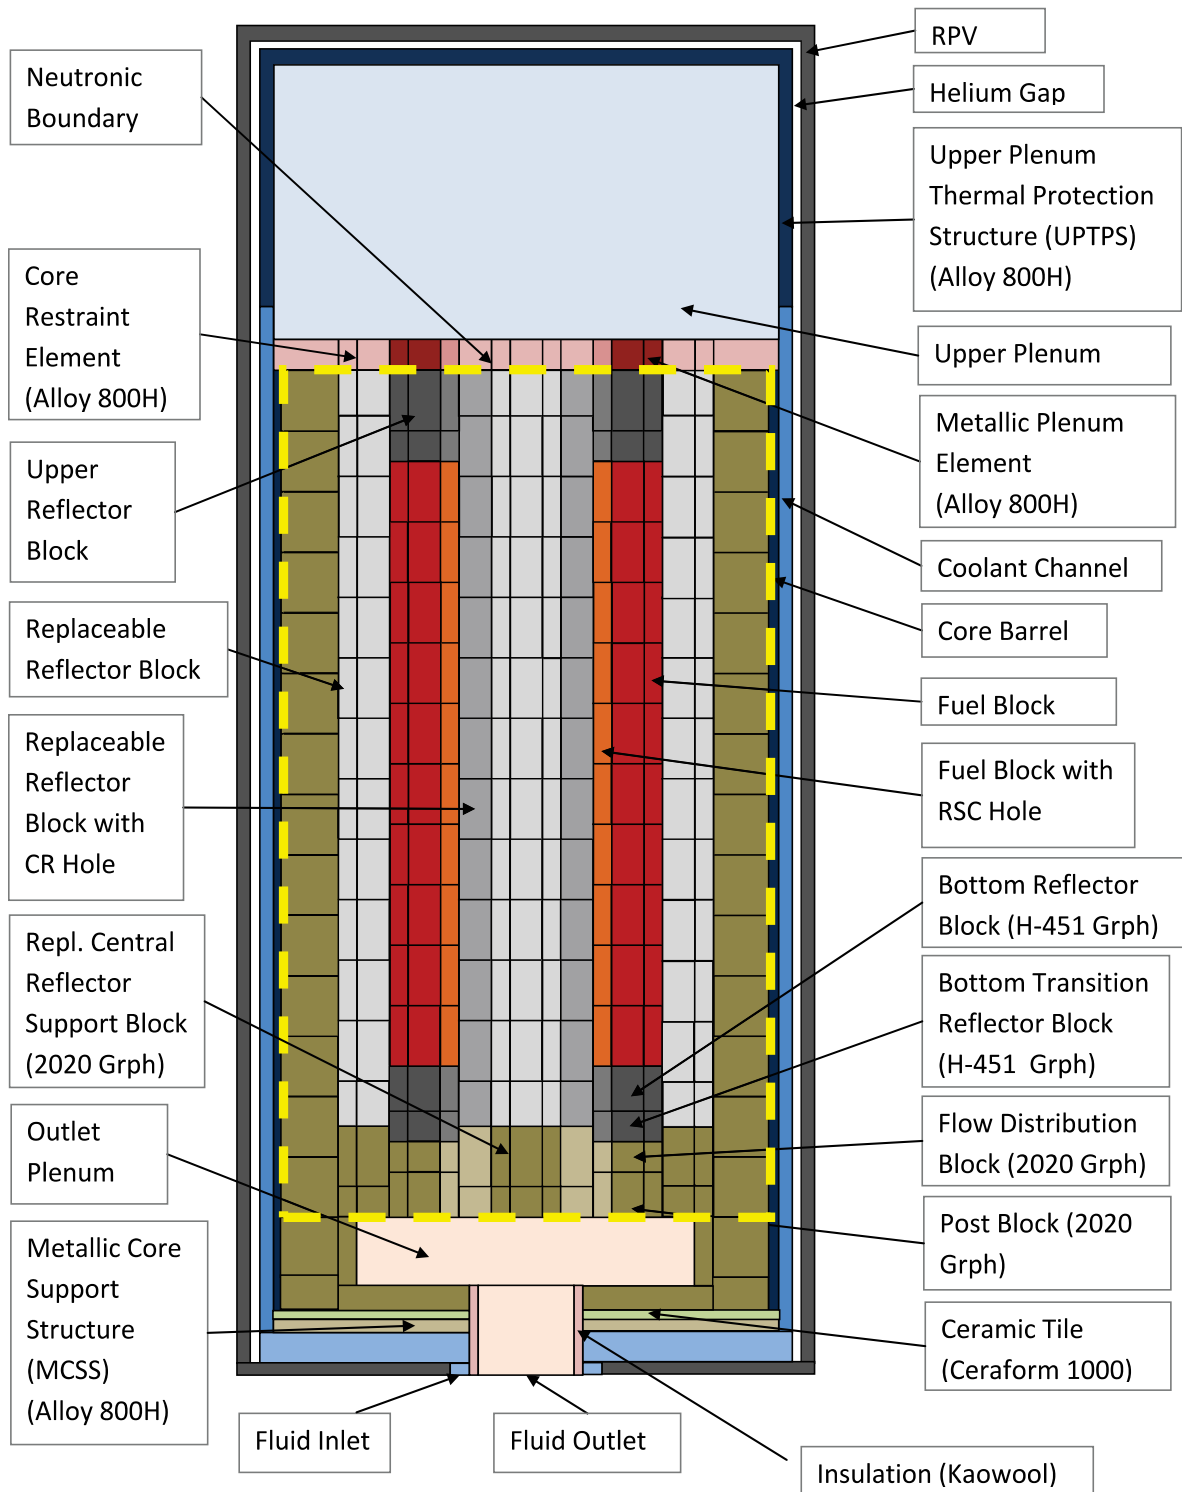 Neutronic
Boundary
Core
Restraint
Element
(Alloy 800H)
Upper
Reflector
Block
Replaceable
Reflector Block
Replaceable
Reflector
Block with
CR Hole
Repl. Central
Reflector
Support Block
(2020 Grph)
Outlet
Plenum
Metallic Core
Support
Structure
(MCSS)
(Alloy 800H)
Fluid Inlet
Fluid Outlet
Insulation (Kaowool)
RPV
Helium Gap
Upper Plenum
Thermal Protection
Structure (UPTPS)
(Alloy 800H)
Upper Plenum
Metallic Plenum
Element
(Alloy 800H)
Coolant Channel
Core Barrel
Fuel Block
Fuel Block with
RSC Hole
Bottom Reflector
Block (H-451 Grph)
Bottom Transition
Reflector Block
(H-451 Grph)
Flow Distribution
Block (2020 Grph)
Post Block (2020
Grph)
Ceramic Tile
(Ceraform 1000)